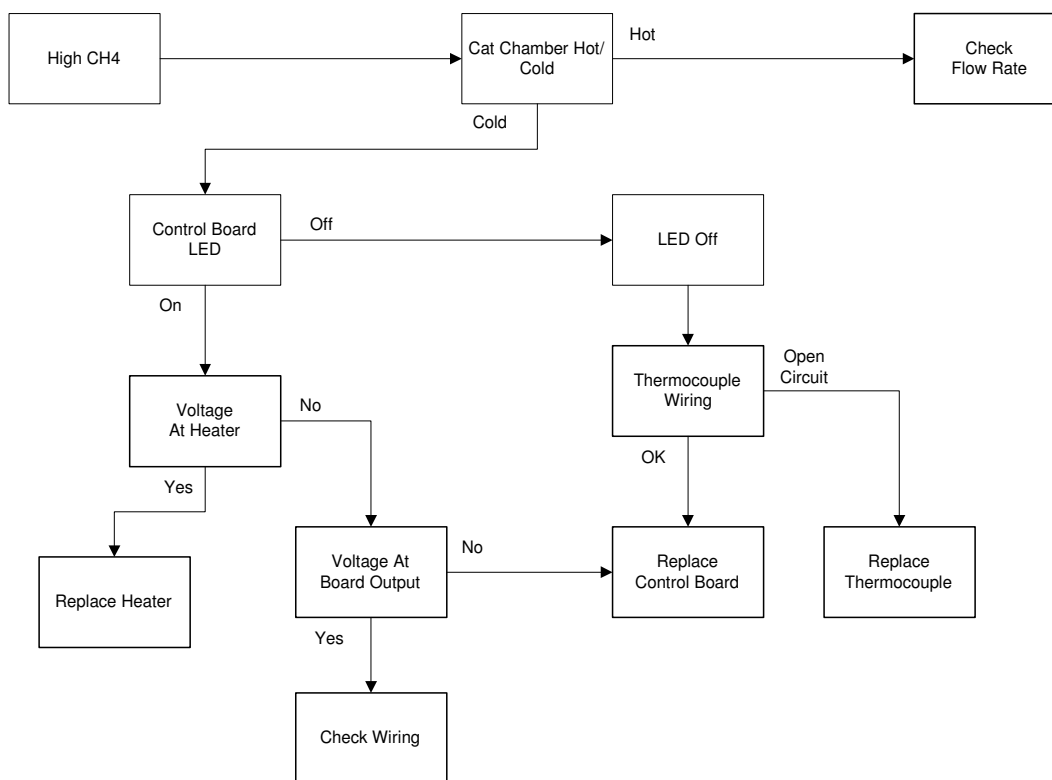 High CH4
Cat Chamber Hot/
Cold
Hot
Check
Flow Rate
Cold
Control Board
LED
Off
LED Off
On
Voltage
At Heater
No
Thermocouple
Wiring
Open
Circuit
Yes
OK
Replace Heater
Voltage At
Board Output
No
Replace
Control Board
Replace
Thermocouple
Yes
Check Wiring